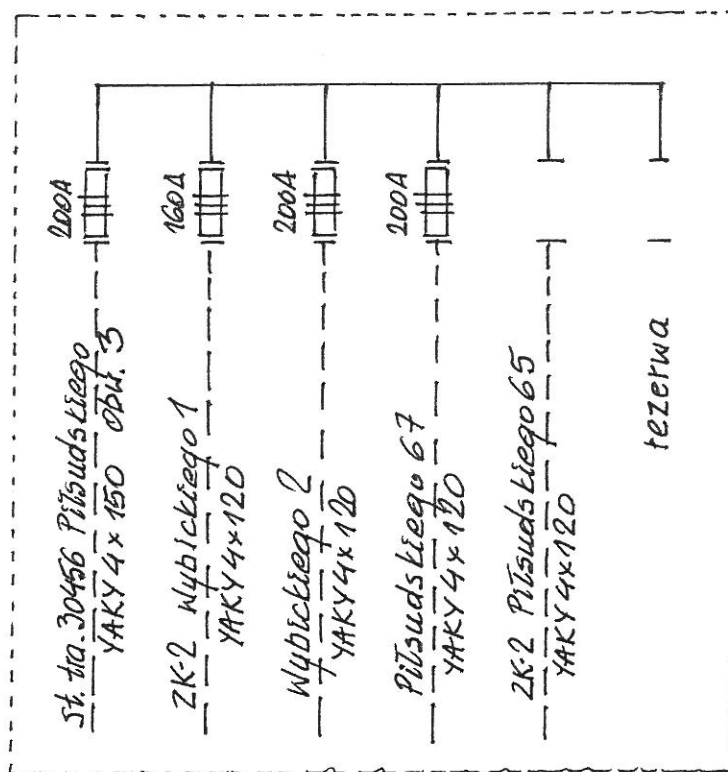 200A
St. tra. 30456 Piłsudskiego
YAKY 4x150 obw. 3
160A
ZK-2 Wybickiego 1
YAKY 4x120
200A
Wybickiego 2
YAKY 4x120
200A
Piłsudskiego 67
YAKY 4x120
ZK-2 Piłsudskiego 65
YAKY 4x120
rezerwa